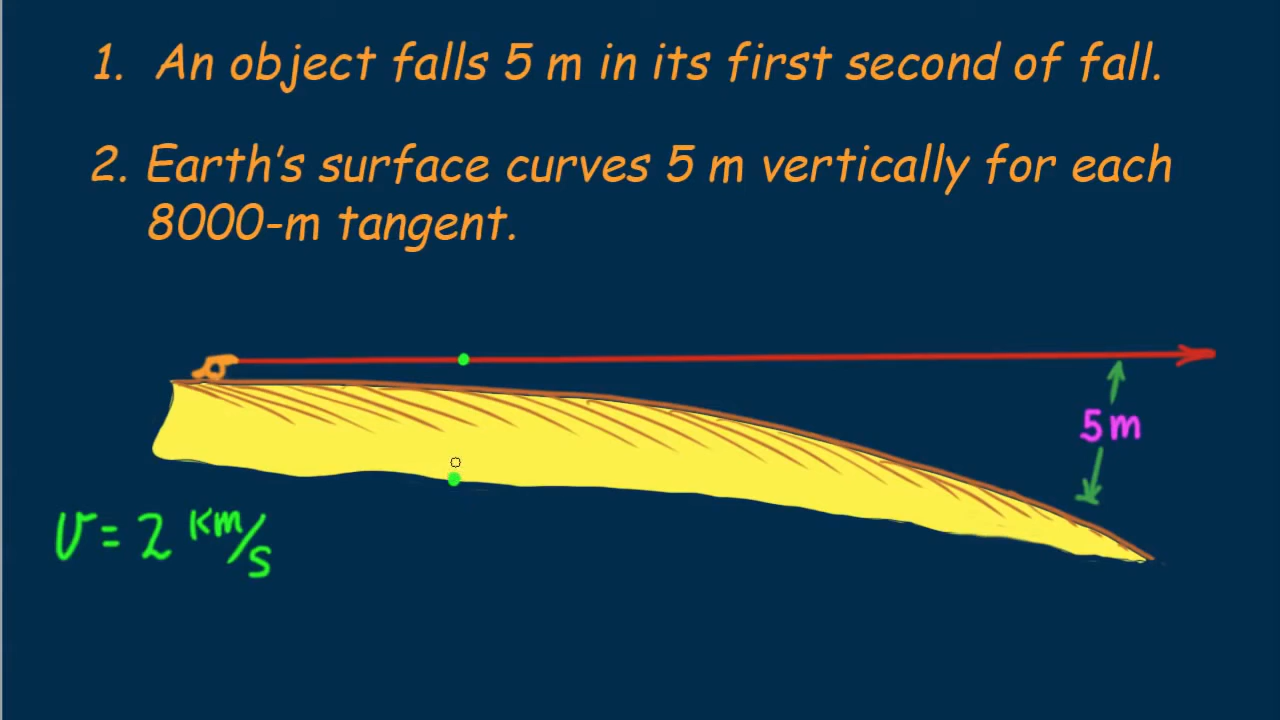 1. An object falls 5 m in its first second of fall.
2. Earth's surface curves 5 m vertically for each
8000-m tangent.
5 m
v = 2 km/s